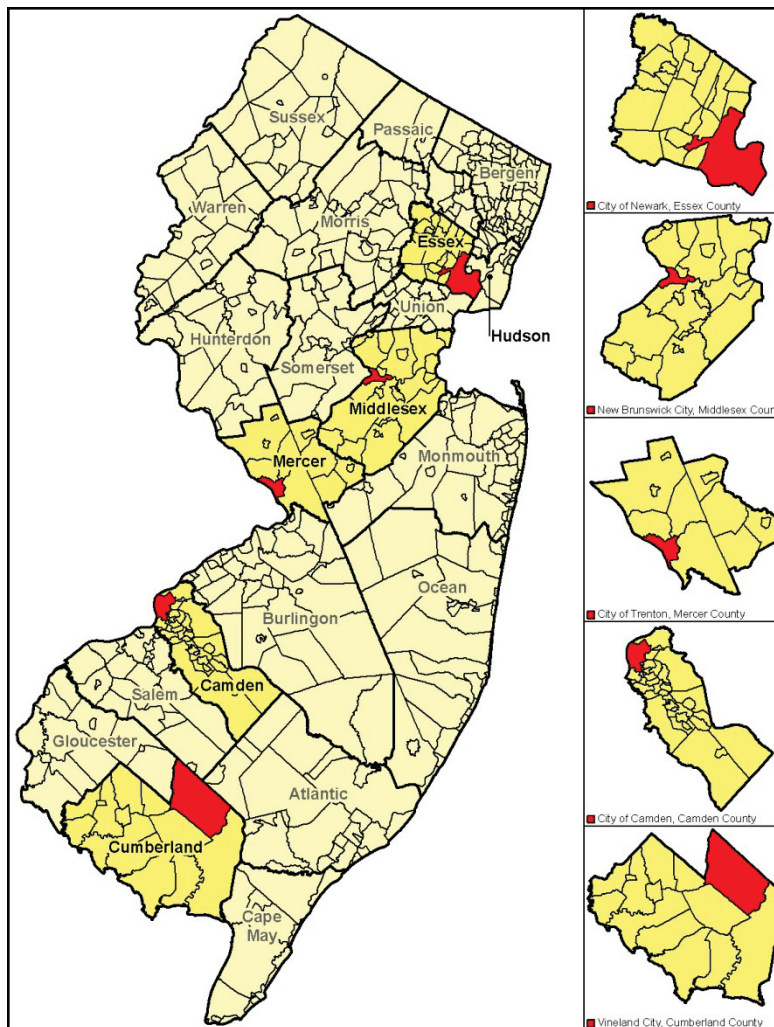 Sussex
Passaic
Bergen
Warren
Morris
Essex
Union
Hudson
Hunterdon
Somerset
Middlesex
Mercer
Monmouth
Ocean
Burlingon
Camden
Salem
Gloucester
Atlantic
Cumberland
Cape
May
City of Newark, Essex County
New Brunswick City, Middlesex Coun
City of Trenton, Mercer County
City of Camden, Camden County
Vineland City, Cumberland County